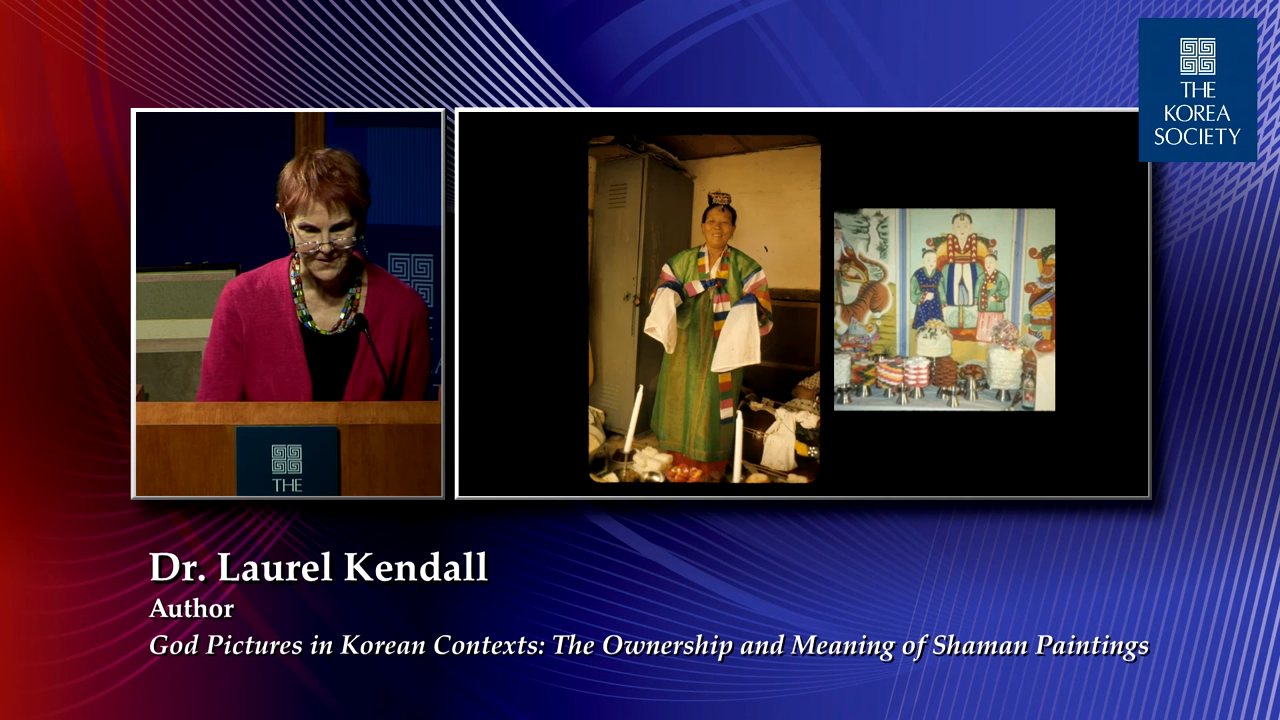 THE
KOREA
SOCIETY
THE
Dr. Laurel Kendall
Author
God Pictures in Korean Contexts: The Ownership and Meaning of Shaman Paintings